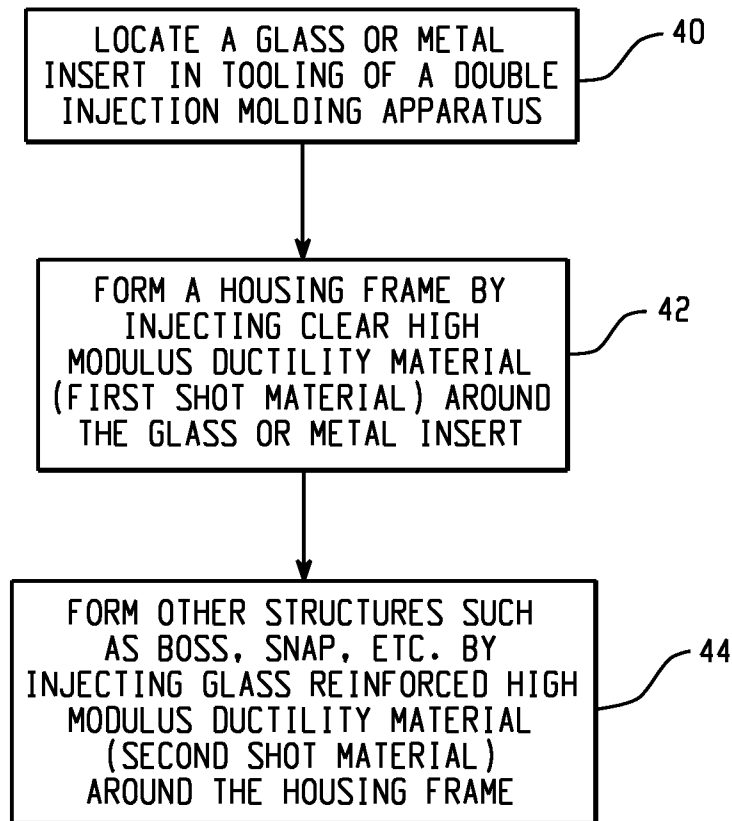 LOCATE A GLASS OR METAL
INSERT IN TOOLING OF A DOUBLE
INJECTION MOLDING APPARATUS
40
FORM A HOUSING FRAME BY
INJECTING CLEAR HIGH
MODULUS DUCTILITY MATERIAL
(FIRST SHOT MATERIAL) AROUND
THE GLASS OR METAL INSERT
42
FORM OTHER STRUCTURES SUCH
AS BOSS, SNAP, ETC. BY
INJECTING GLASS REINFORCED HIGH
MODULUS DUCTILITY MATERIAL
(SECOND SHOT MATERIAL)
AROUND THE HOUSING FRAME
44